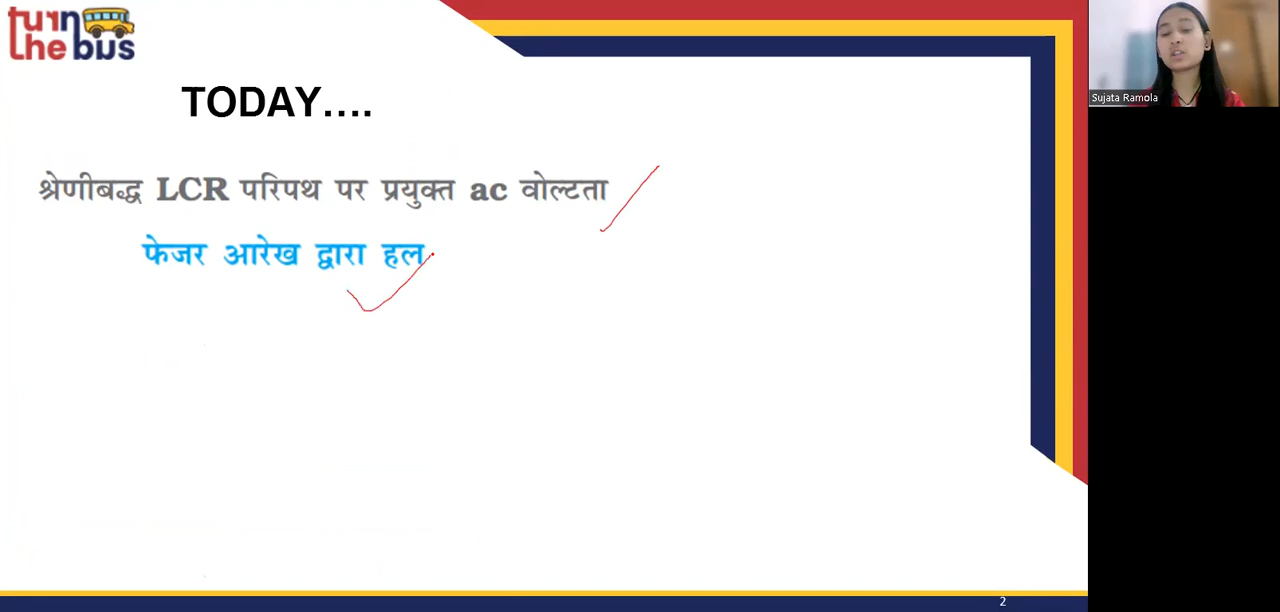 turn
the bus
Sujata Ramola
TODAY....
श्रेणीबद्ध LCR परिपथ पर प्रयुक्त ac वोल्टता
फेजर आरेख द्वारा हल
2